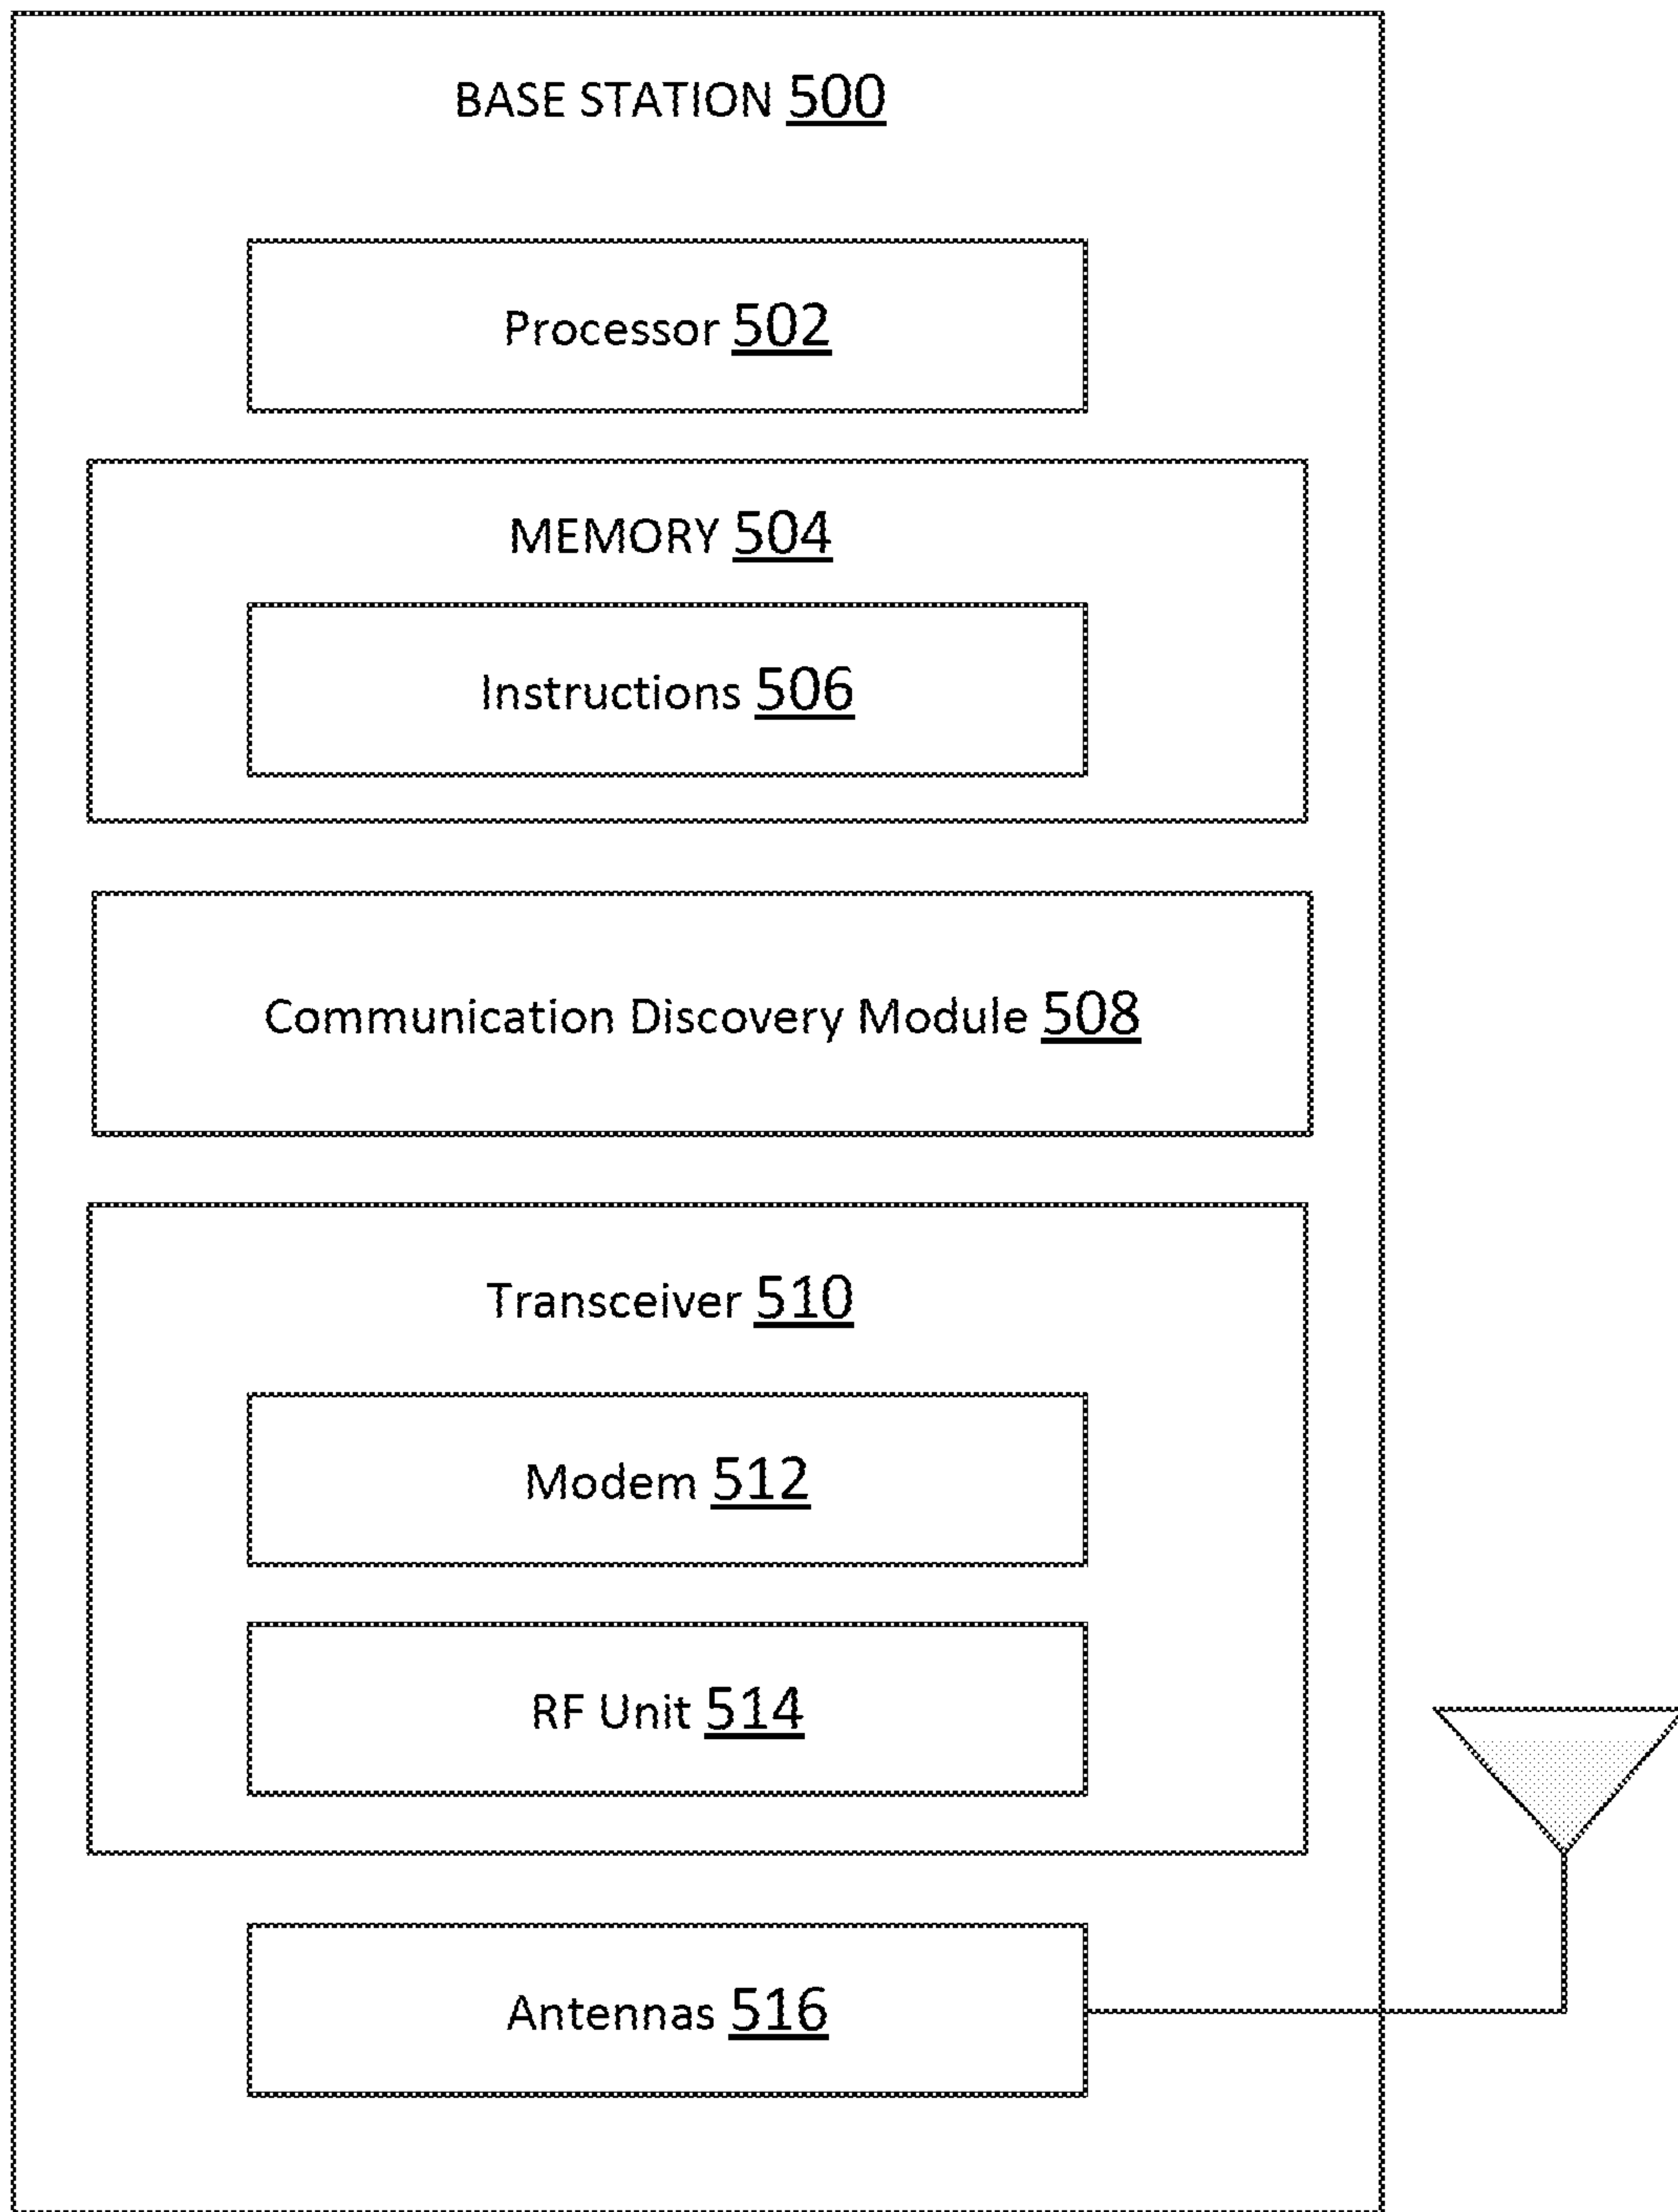 BASE STATION 500
Processor 502
MEMORY 504
Instructions 506
Communication Discovery Module 508
Transceiver 510
Modem 512
RF Unit 514
Antennas 516